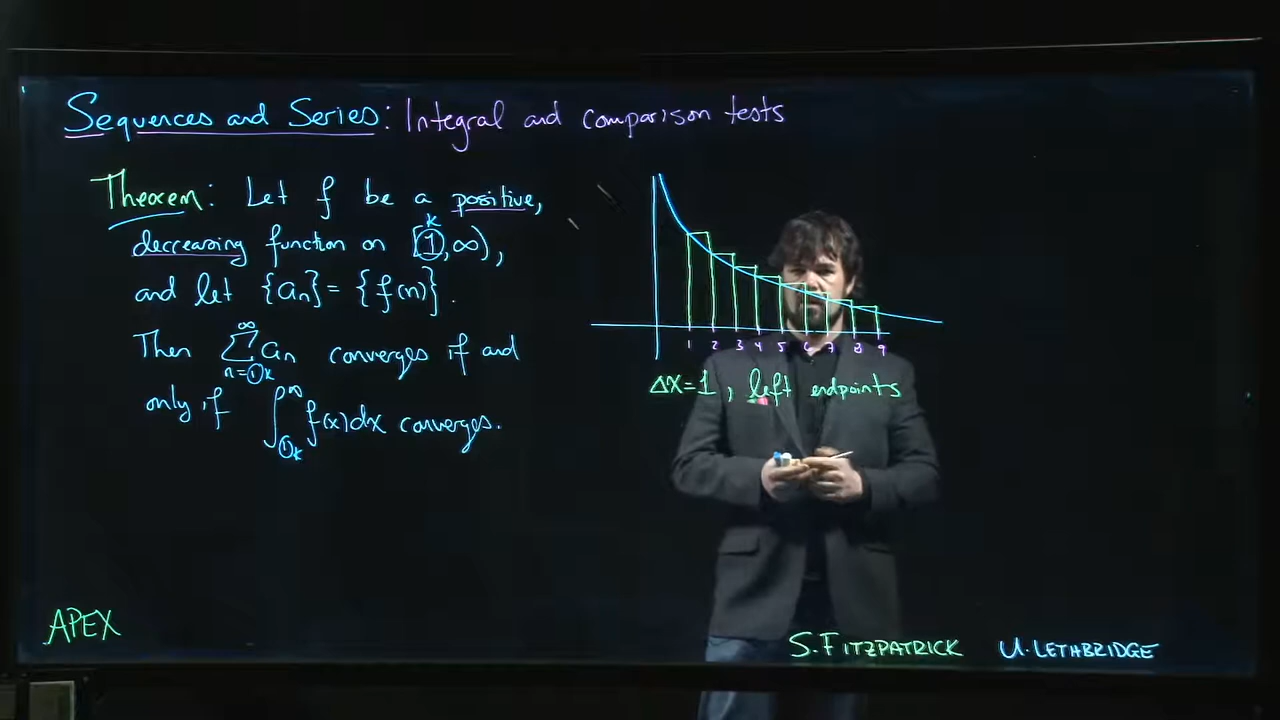 Sequences and Series: Integral and comparison tests
Theorem: Let f be a positive,
k
decreasing function on [1, ∞),
and let {aₙ} = {f(n)}.
Then ∑_{n=①k}^{∞} aₙ converges if and
only if ∫_{①k}^{∞} f(x)dx converges.
1 2 3 4 5 6 7 8 9
Δx=1, left endpoints
APEX
S. FITZPATRICK U. LETHBRIDGE